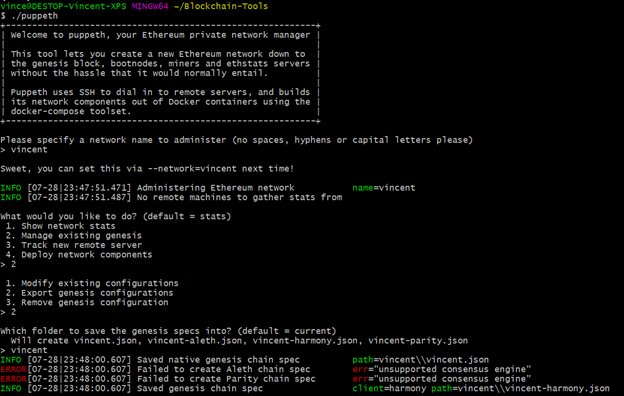 vince@DESTOP-Vincent-XPS MINGW64 ~/Blockchain-Tools
$ ./puppeth
+-----------------------------------------------------------+
| Welcome to puppeth, your Ethereum private network manager |
|                                                           |
| This tool lets you create a new Ethereum network down to  |
| the genesis block, bootnodes, miners and ethstats servers |
| without the hassle that it would normally entail.         |
|                                                           |
| Puppeth uses SSH to dial in to remote servers, and builds |
| its network components out of Docker containers using the |
| docker-compose toolset.                                   |
+-----------------------------------------------------------+
Please specify a network name to administer (no spaces, hyphens or capital letters please)
> vincent
Sweet, you can set this via --network=vincent next time!
INFO [07-28|23:47:51.471] Administering Ethereum network           name=vincent
INFO [07-28|23:47:51.487] No remote machines to gather stats from
What would you like to do? (default = stats)
 1. Show network stats
 2. Manage existing genesis
 3. Track new remote server
 4. Deploy network components
> 2
 1. Modify existing configurations
 2. Export genesis configurations
 3. Remove genesis configuration
> 2
Which folder to save the genesis specs into? (default = current)
  Will create vincent.json, vincent-aleth.json, vincent-harmony.json, vincent-parity.json
> vincent
INFO [07-28|23:48:00.607] Saved native genesis chain spec          path=vincent\\vincent.json
ERROR[07-28|23:48:00.607] Failed to create Aleth chain spec        err="unsupported consensus engine"
ERROR[07-28|23:48:00.607] Failed to create Parity chain spec       err="unsupported consensus engine"
INFO [07-28|23:48:00.607] Saved genesis chain spec                 client=harmony path=vincent\\vincent-harmony.json